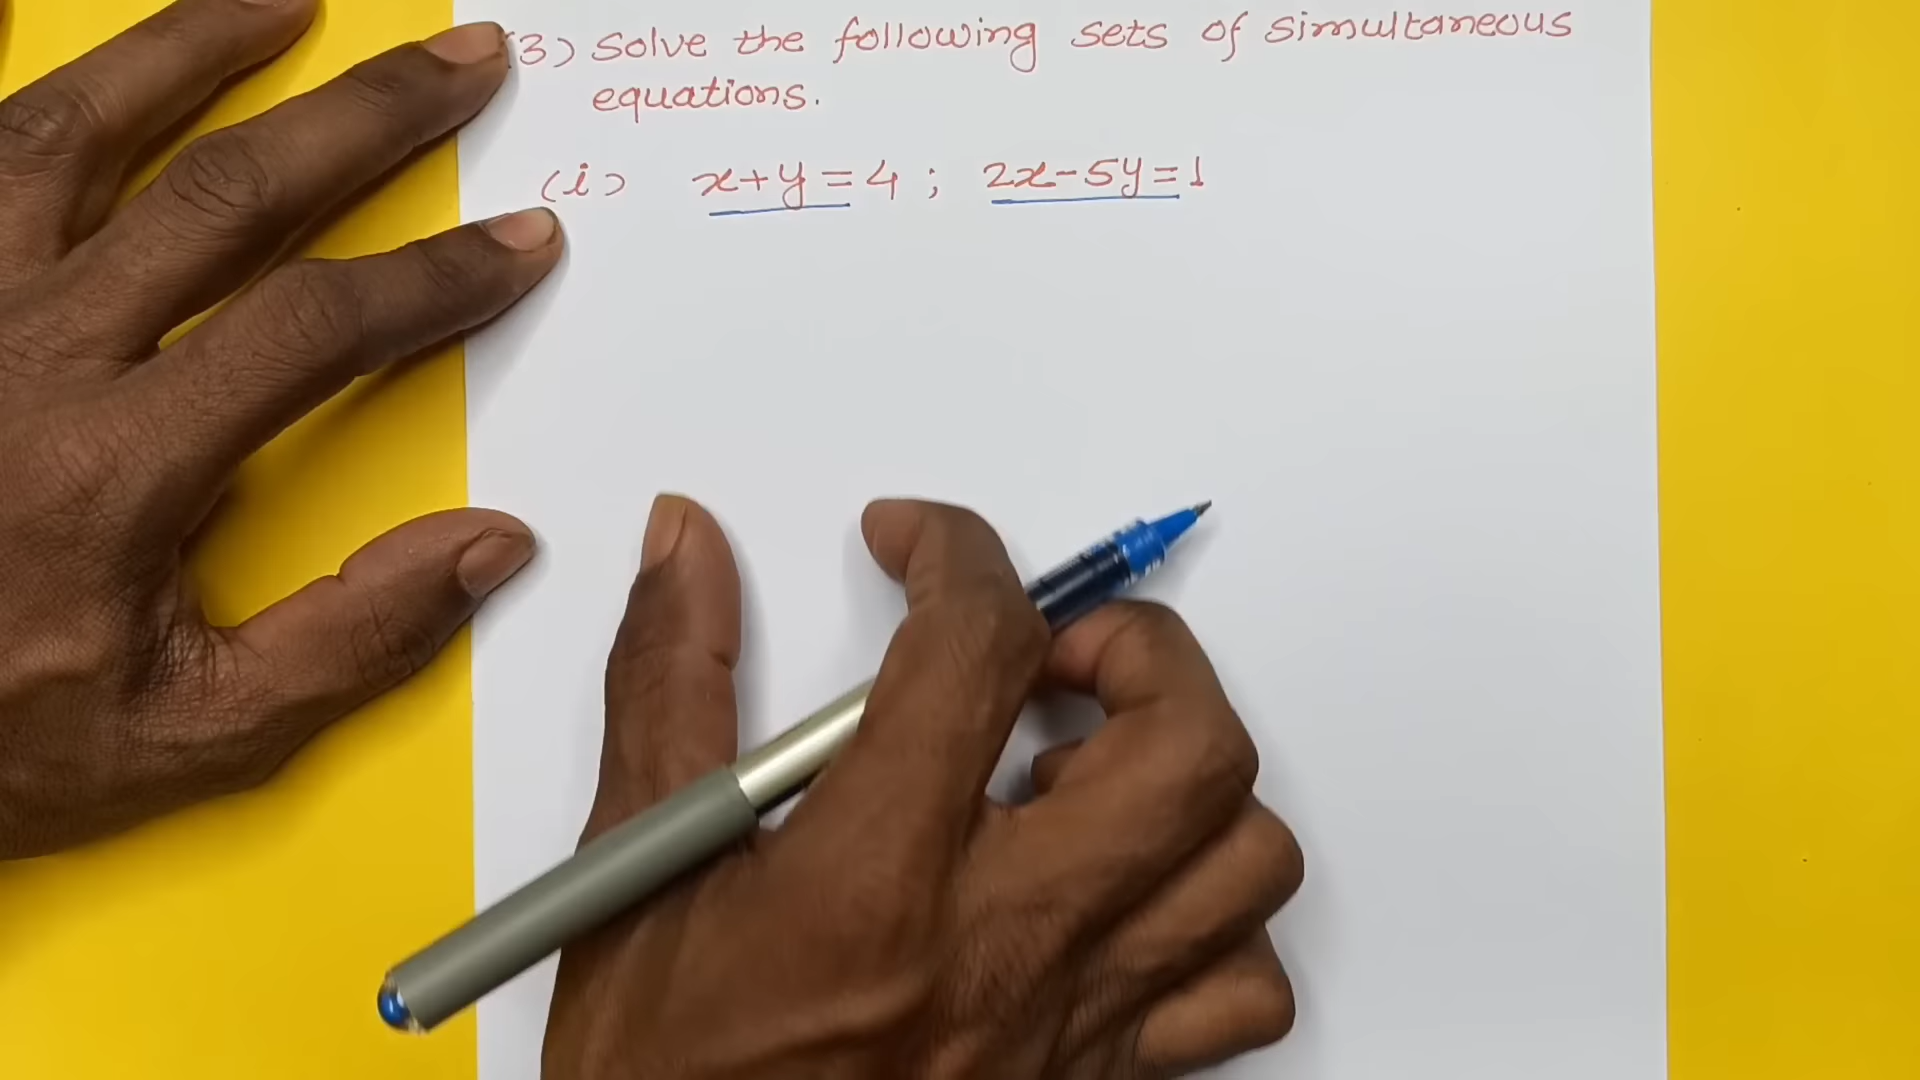 (3) Solve the following sets of simultaneous
equations.
(i) x+y=4 ; 2x-5y=1